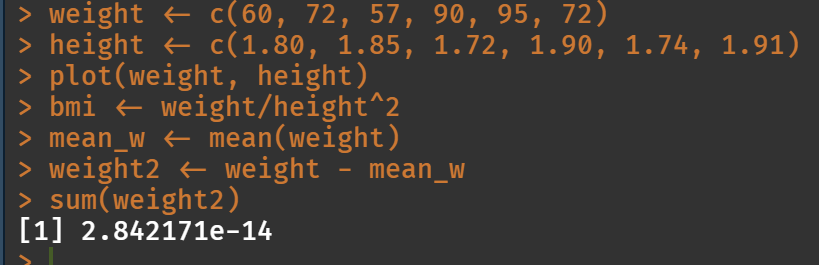 > weight <- c(60, 72, 57, 90, 95, 72)
> height <- c(1.80, 1.85, 1.72, 1.90, 1.74, 1.91)
> plot(weight, height)
> bmi <- weight/height^2
> mean_w <- mean(weight)
> weight2 <- weight - mean_w
> sum(weight2)
[1] 2.842171e-14
>